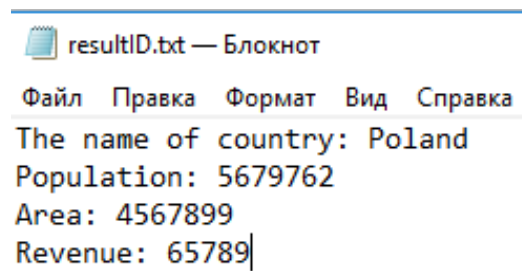 resultID.txt — Блокнот
Файл Правка Формат Вид Справка
The name of country: Poland
Population: 5679762
Area: 4567899
Revenue: 65789